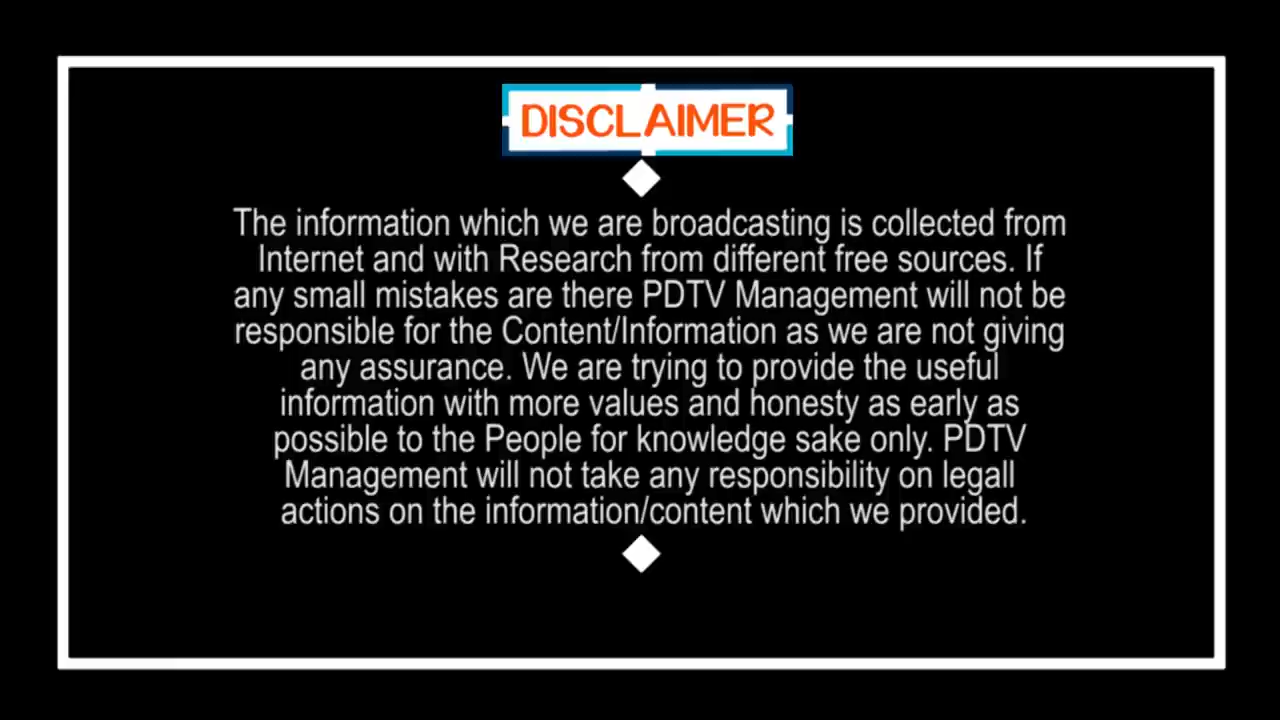 DISCLAIMER
The information which we are broadcasting is collected from
Internet and with Research from different free sources. If
any small mistakes are there PDTV Management will not be
responsible for the Content/Information as we are not giving
any assurance. We are trying to provide the useful
information with more values and honesty as early as
possible to the People for knowledge sake only. PDTV
Management will not take any responsibility on legall
actions on the information/content which we provided.